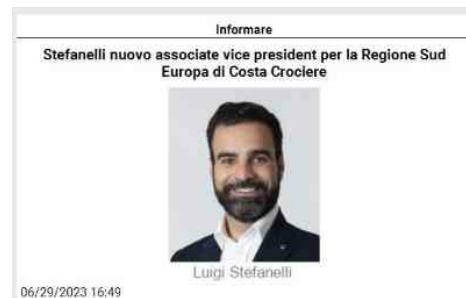 Informare
Stefanelli nuovo associate vice president per la Regione Sud
Europa di Costa Crociere
Luigi Stefanelli
06/29/2023 16:49